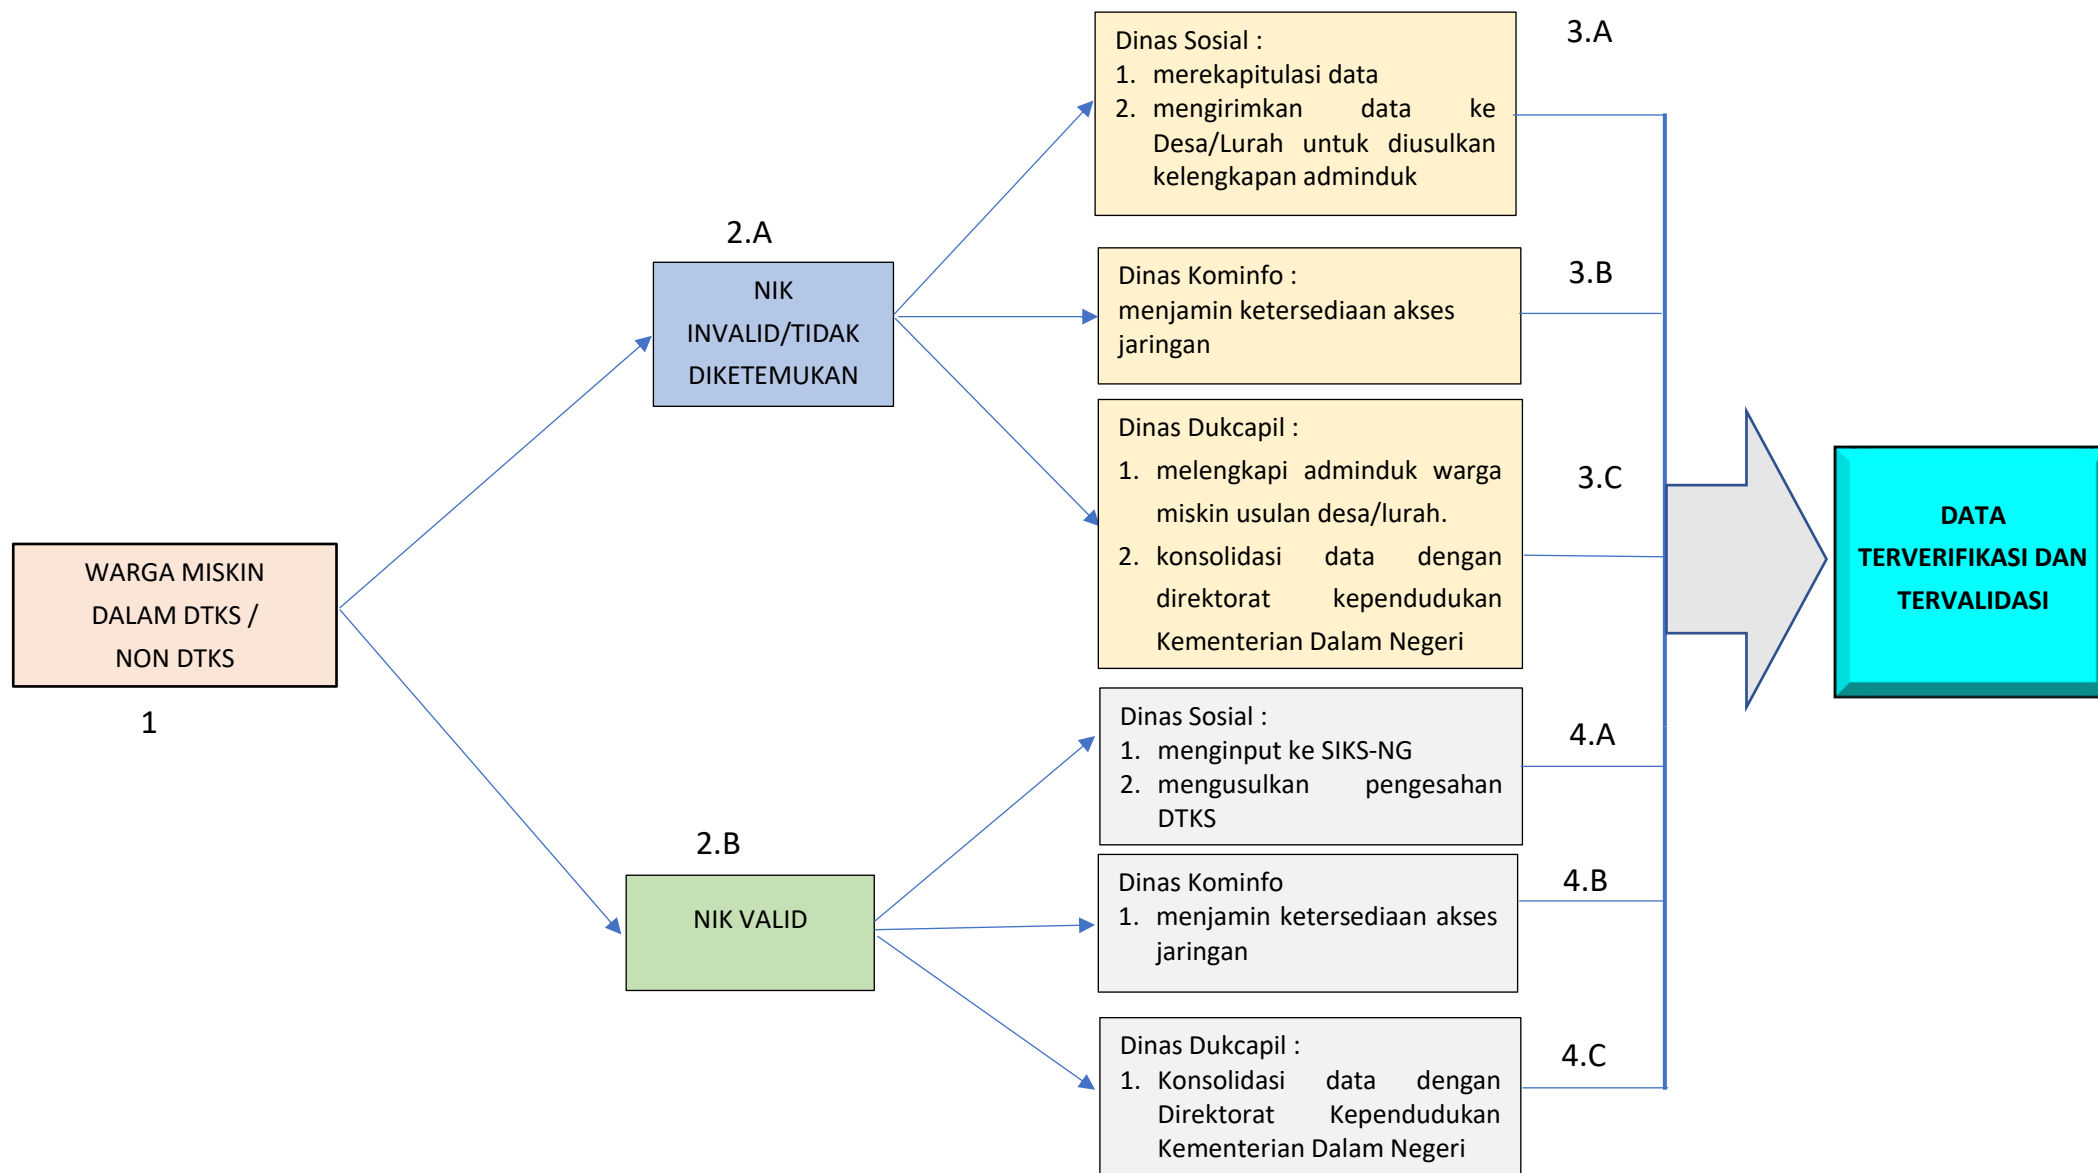 WARGA MISKIN
DALAM DTKS /
NON DTKS
1
2.A
NIK
INVALID/TIDAK
DIKETEMUKAN
2.B
NIK VALID
3.A
Dinas Sosial :
1. merekapitulasi data
2. mengirimkan data ke
Desa/Lurah untuk diusulkan
kelengkapan adminduk
3.B
Dinas Kominfo :
menjamin ketersediaan akses
jaringan
3.C
Dinas Dukcapil :
1. melengkapi adminduk warga
miskin usulan desa/lurah.
2. konsolidasi data dengan
direktorat kependudukan
Kementerian Dalam Negeri
4.A
Dinas Sosial :
1. menginput ke SIKS-NG
2. mengusulkan pengesahan
DTKS
4.B
Dinas Kominfo
1. menjamin ketersediaan akses
jaringan
4.C
Dinas Dukcapil :
1. Konsolidasi data dengan
Direktorat Kependudukan
Kementerian Dalam Negeri
DATA
TERVERIFIKASI DAN
TERVALIDASI